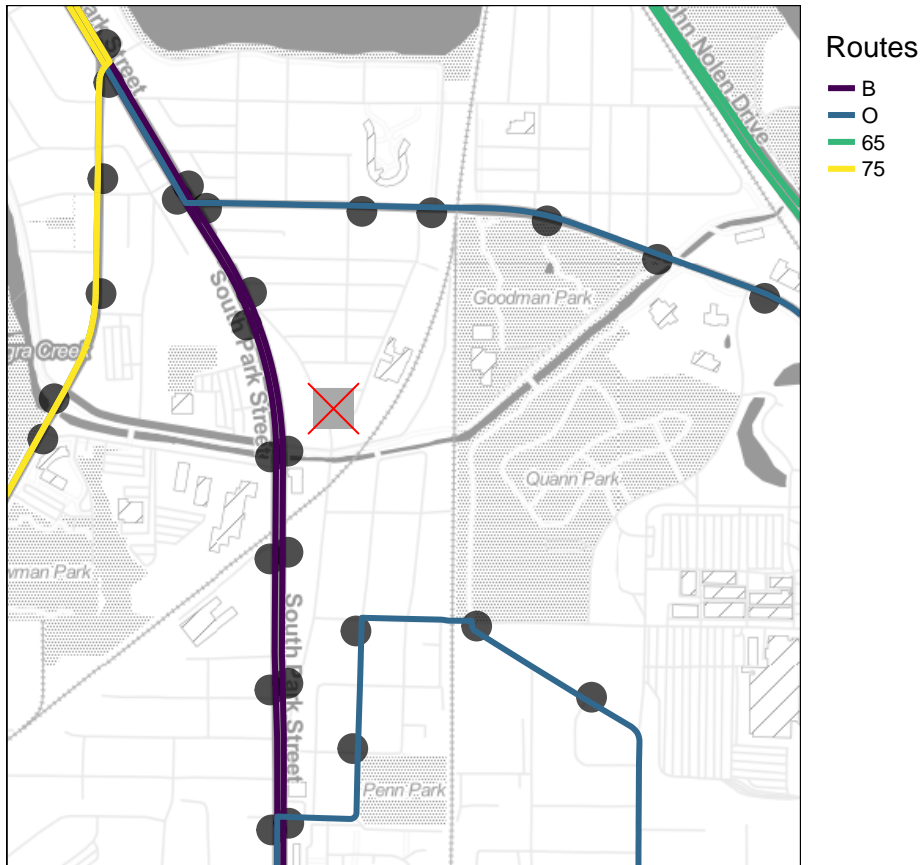 Routes
B
O
65
75
John Nolen Drive
Goodman Park
South Park Street
Quann Park
South Park Street
Penn Park